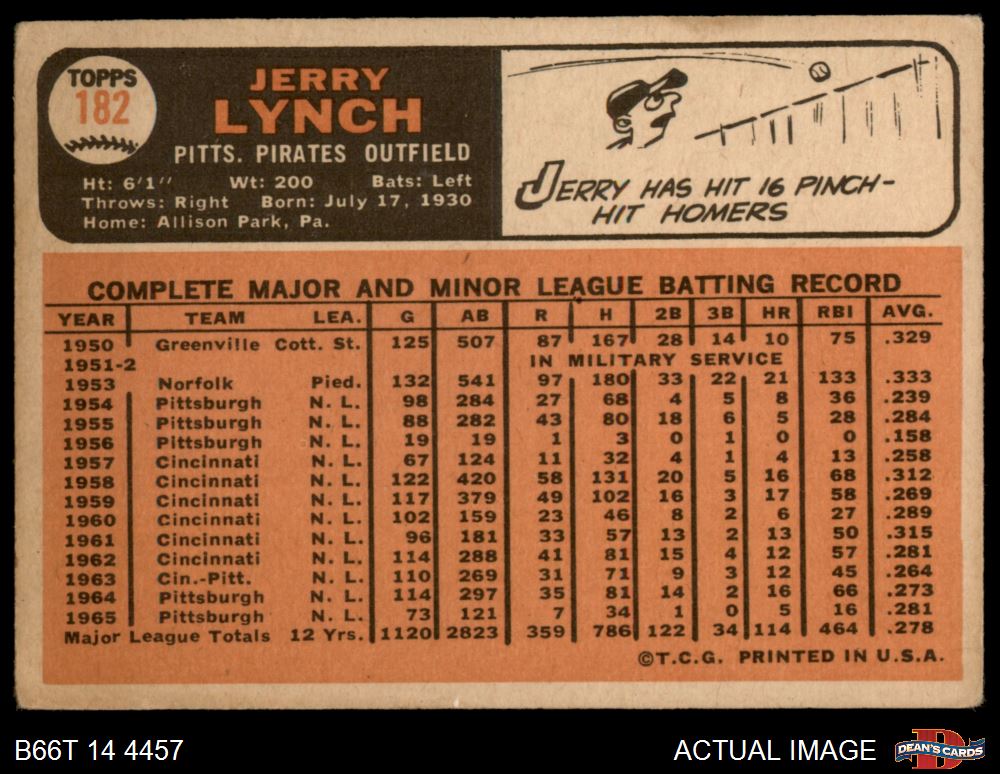 TOPPS
182
JERRY
LYNCH
PITTS. PIRATES OUTFIELD
Ht: 6'1" Wt: 200 Bats: Left
Throws: Right Born: July 17, 1930
Home: Allison Park, Pa.
JERRY HAS HIT 16 PINCH-
HIT HOMERS
COMPLETE MAJOR AND MINOR LEAGUE BATTING RECORD
YEAR TEAM LEA. G AB R H 2B 3B HR RBI AVG.
1950 Greenville Cott. St. 125 507 87 167 28 14 10 75 .329
1951-2 IN MILITARY SERVICE
1953 Norfolk Pied. 132 541 97 180 33 22 21 133 .333
1954 Pittsburgh N. L. 98 284 27 68 4 5 8 36 .239
1955 Pittsburgh N. L. 88 282 43 80 18 6 5 28 .284
1956 Pittsburgh N. L. 19 19 1 3 0 1 0 0 .158
1957 Cincinnati N. L. 67 124 11 32 4 1 4 13 .258
1958 Cincinnati N. L. 122 420 58 131 20 5 16 68 .312
1959 Cincinnati N. L. 117 379 49 102 16 3 17 58 .269
1960 Cincinnati N. L. 102 159 23 46 8 2 6 27 .289
1961 Cincinnati N. L. 96 181 33 57 13 2 13 50 .315
1962 Cincinnati N. L. 114 288 41 81 15 4 12 57 .281
1963 Cin.-Pitt. N. L. 110 269 31 71 9 3 12 45 .264
1964 Pittsburgh N. L. 114 297 35 81 14 2 16 66 .273
1965 Pittsburgh N. L. 73 121 7 34 1 0 5 16 .281
Major League Totals 12 Yrs. 1120 2823 359 786 122 34 114 464 .278
©T.C.G. PRINTED IN U.S.A.
B66T 14 4457 ACTUAL IMAGE DEAN'S CARDS